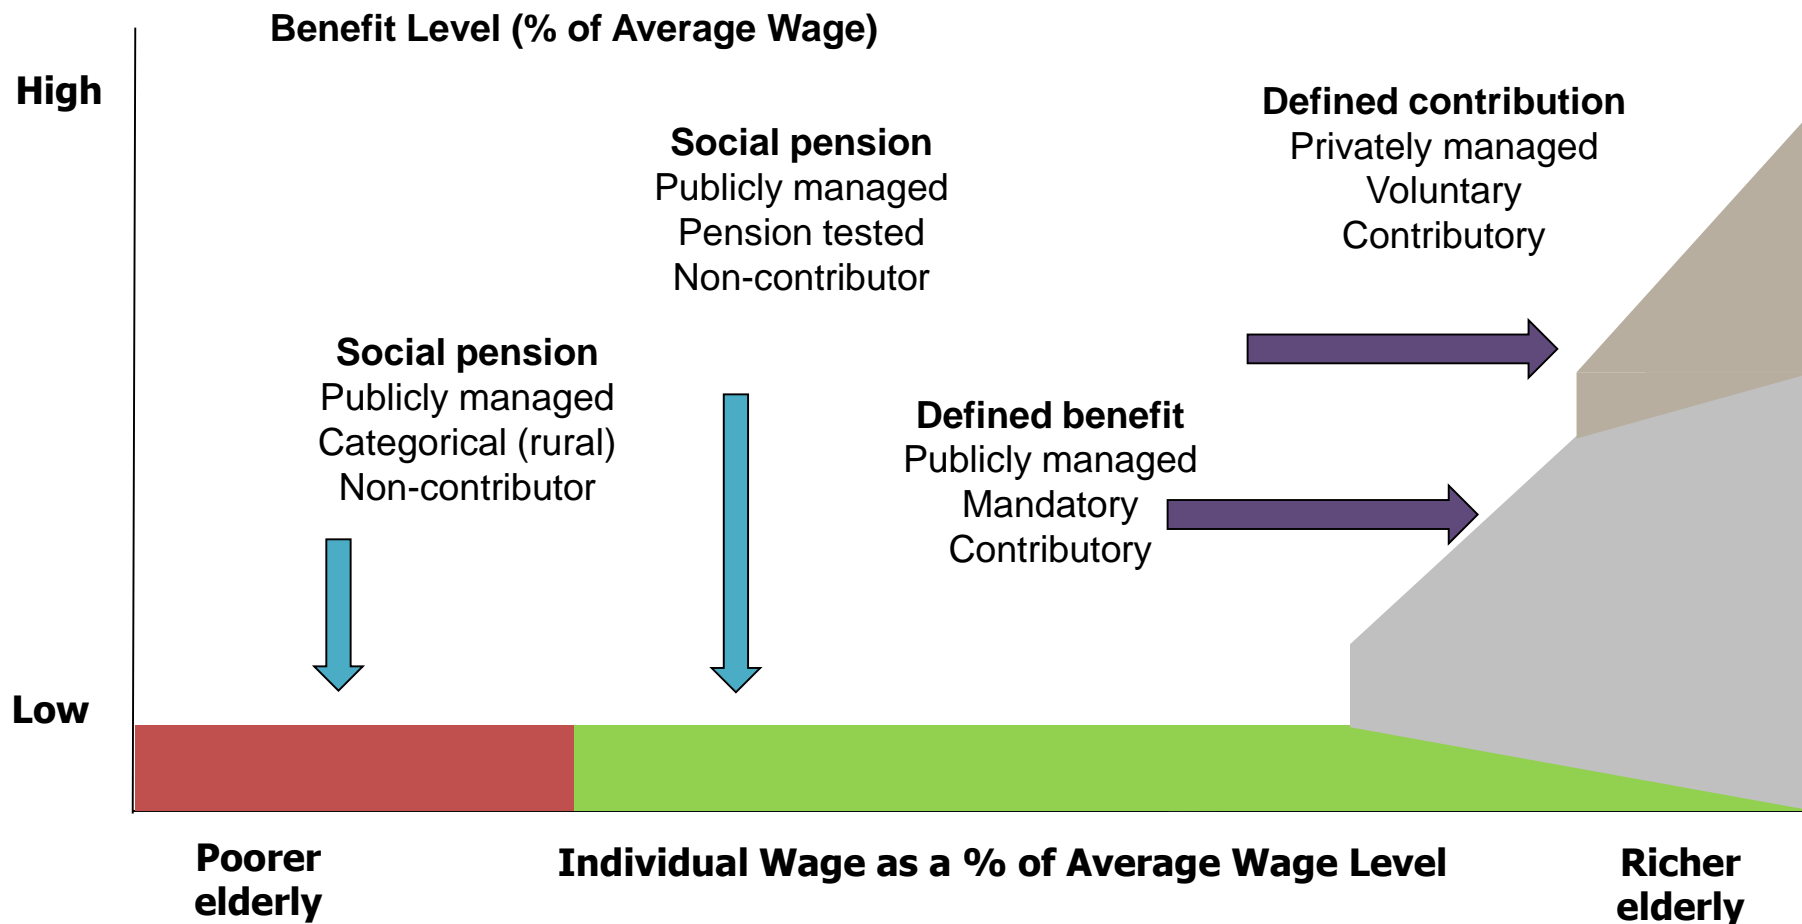 Benefit Level (% of Average Wage)
High
Defined contribution
Privately managed
Voluntary
Contributory
Social pension
Publicly managed
Pension tested
Non-contributor
Social pension
Publicly managed
Categorical (rural)
Non-contributor
Defined benefit
Publicly managed
Mandatory
Contributory
Low
Poorer
elderly
Individual Wage as a % of Average Wage Level
Richer
elderly